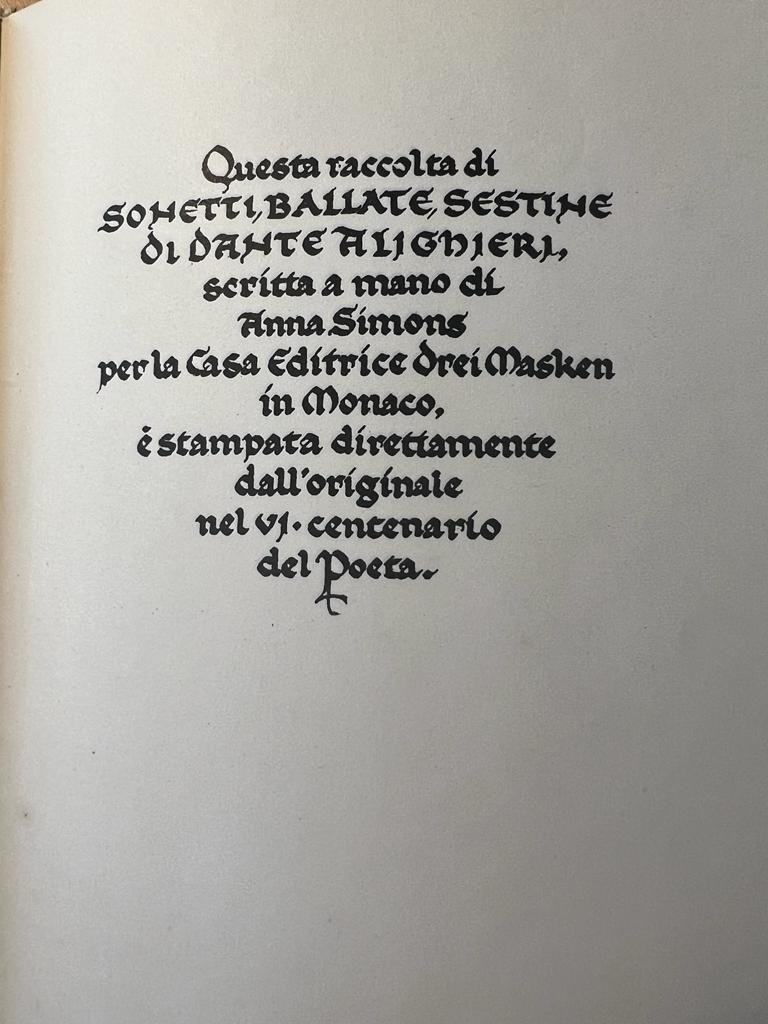 Questa raccolta di
SONETTI, BALLATE, SESTINE
DI DANTE ALIGHIERI,
scritta a mano di
Anna Simons
per la Casa Editrice Drei Masken
in Monaco,
è stampata direttamente
dall'originale
nel VI· centenario
del Poeta.